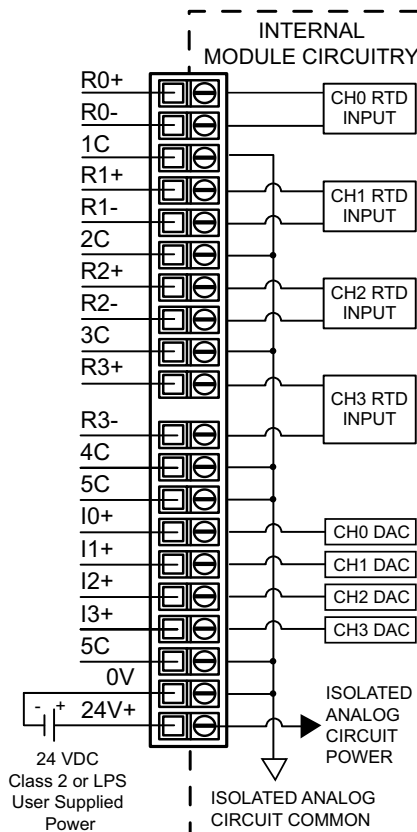 INTERNAL
MODULE CIRCUITRY
R0+
R0-
1C
R1+
R1-
2C
R2+
R2-
3C
R3+
R3-
4C
5C
I0+
I1+
I2+
I3+
5C
0V
24V+
CH0 RTD
INPUT
CH1 RTD
INPUT
CH2 RTD
INPUT
CH3 RTD
INPUT
CH0 DAC
CH1 DAC
CH2 DAC
CH3 DAC
- +
24 VDC
Class 2 or LPS
User Supplied
Power
ISOLATED
ANALOG
CIRCUIT
POWER
ISOLATED ANALOG
CIRCUIT COMMON